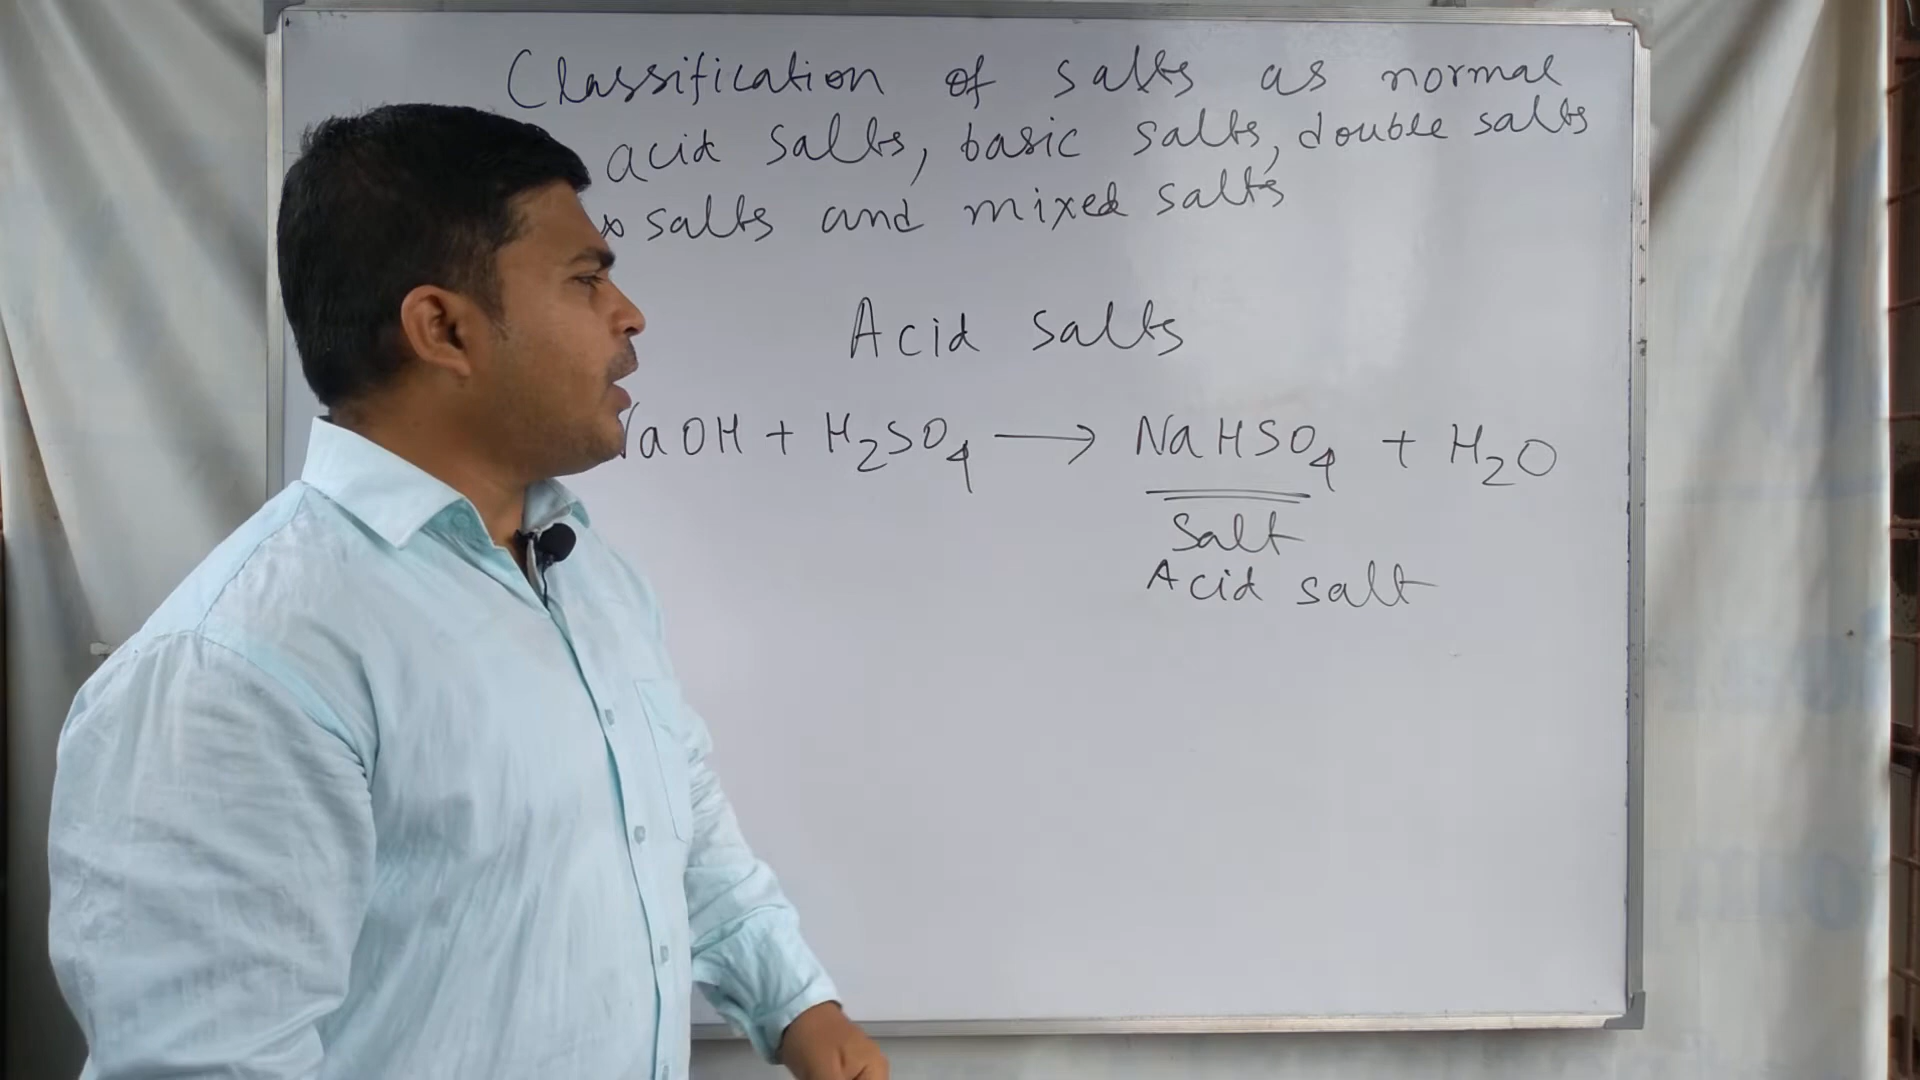 Classification of salts as normal
acid salts, basic salts, double salts
salts and mixed salts
Acid salts
NaOH + H₂SO₄ ⟶ NaHSO₄ + H₂O
Salt
Acid salt